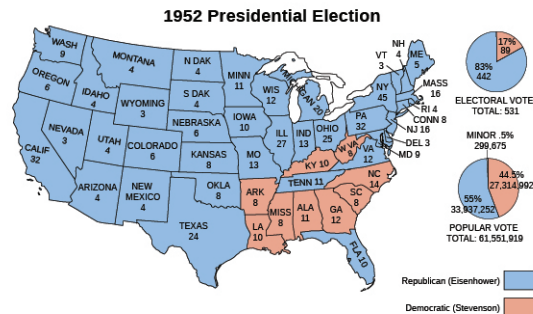 1952 Presidential Election
WASH
9
OREGON
6
CALIF
32
NEVADA
3
IDAHO
4
MONTANA
4
WYOMING
3
UTAH
4
COLORADO
6
ARIZONA
4
NEW
MEXICO
4
N DAK
4
S DAK
4
NEBRASKA
6
KANSAS
8
OKLA
8
TEXAS
24
MINN
11
IOWA
10
MO
13
ARK
8
LA
10
WIS
12
ILL
27
MICHIGAN 20
IND
13
OHIO
25
KY 10
TENN 11
MISS
8
ALA
11
GA
12
FLA 10
SC
8
NC
14
VA
12
W VA
8
PA
32
NY
45
VT
3
NH
4
ME
5
MASS
16
RI 4
CONN 8
NJ 16
DEL 3
MD 9
17%
89
83%
442
ELECTORAL VOTE
TOTAL: 531
MINOR .5%
299,675
44.5%
27,314,992
55%
33,937,252
POPULAR VOTE
TOTAL: 61,551,919
Republican (Eisenhower)
Democratic (Stevenson)